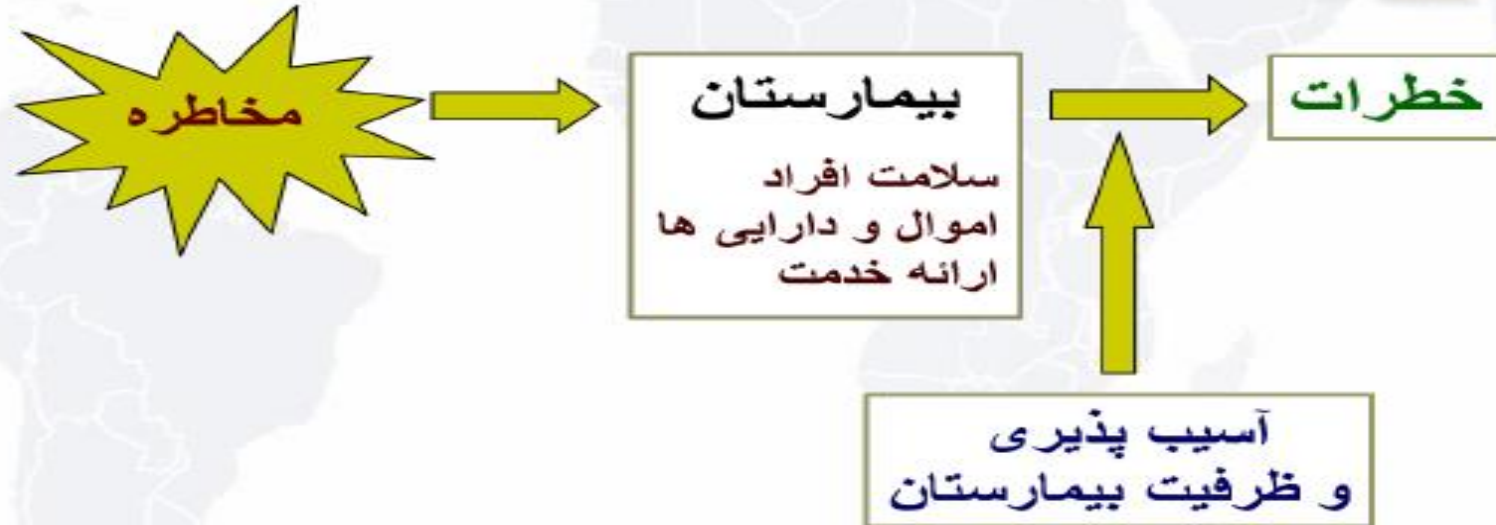 مخاطره
بیمارستان
سلامت افراد
اموال و دارایی ها
ارائه خدمت
خطرات
آسیب پذیری
و ظرفیت بیمارستان